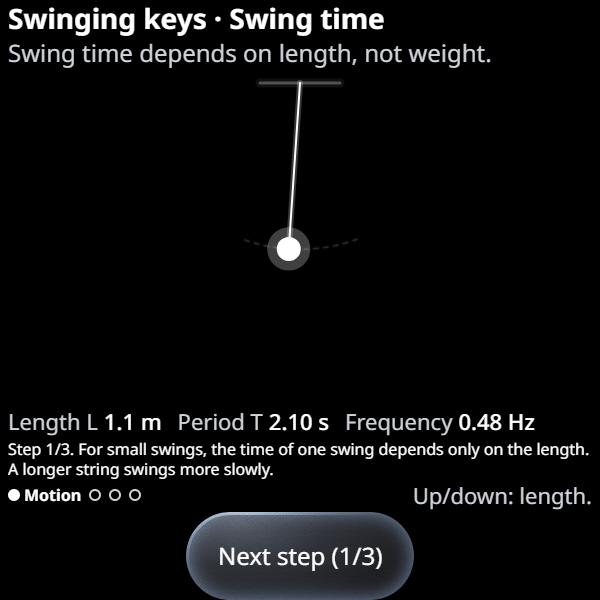 Swinging keys · Swing time
Swing time depends on length, not weight.
Length L 1.1 m Period T 2.10 s Frequency 0.48 Hz
Step 1/3. For small swings, the time of one swing depends only on the length.
A longer string swings more slowly.
Motion
Up/down: length.
Next step (1/3)